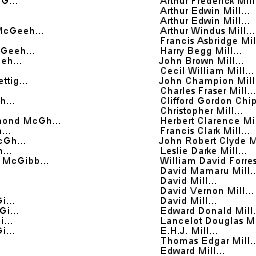 G...
Arthur Frederick Mill
Arthur Edwin Mill...
Arthur Edwin Mill...
McGeeh...
Arthur Windus Mill...
Francis Asbridge Mil
Geeh...
Harry Begg Mill...
eeh...
John Brown Mill...
Cecil William Mill...
ettig...
John Champion Mill
Charles Fraser Mill...
h...
Clifford Gordon Chip
Christopher Mill...
mond McGh...
Herbert Clarence Mi
...
Francis Clark Mill...
cGh...
John Robert Clyde M
h...
Leslie Darke Mill...
McGibb...
William David Forres
David Mamaru Mill...
David Mill...
David Vernon Mill...
Gi...
David Mill...
Gi...
Edward Donald Mill.
i...
Lancelot Douglas M
Gi...
E.H.J. Mill...
Thomas Edgar Mill..
Edward Mill...